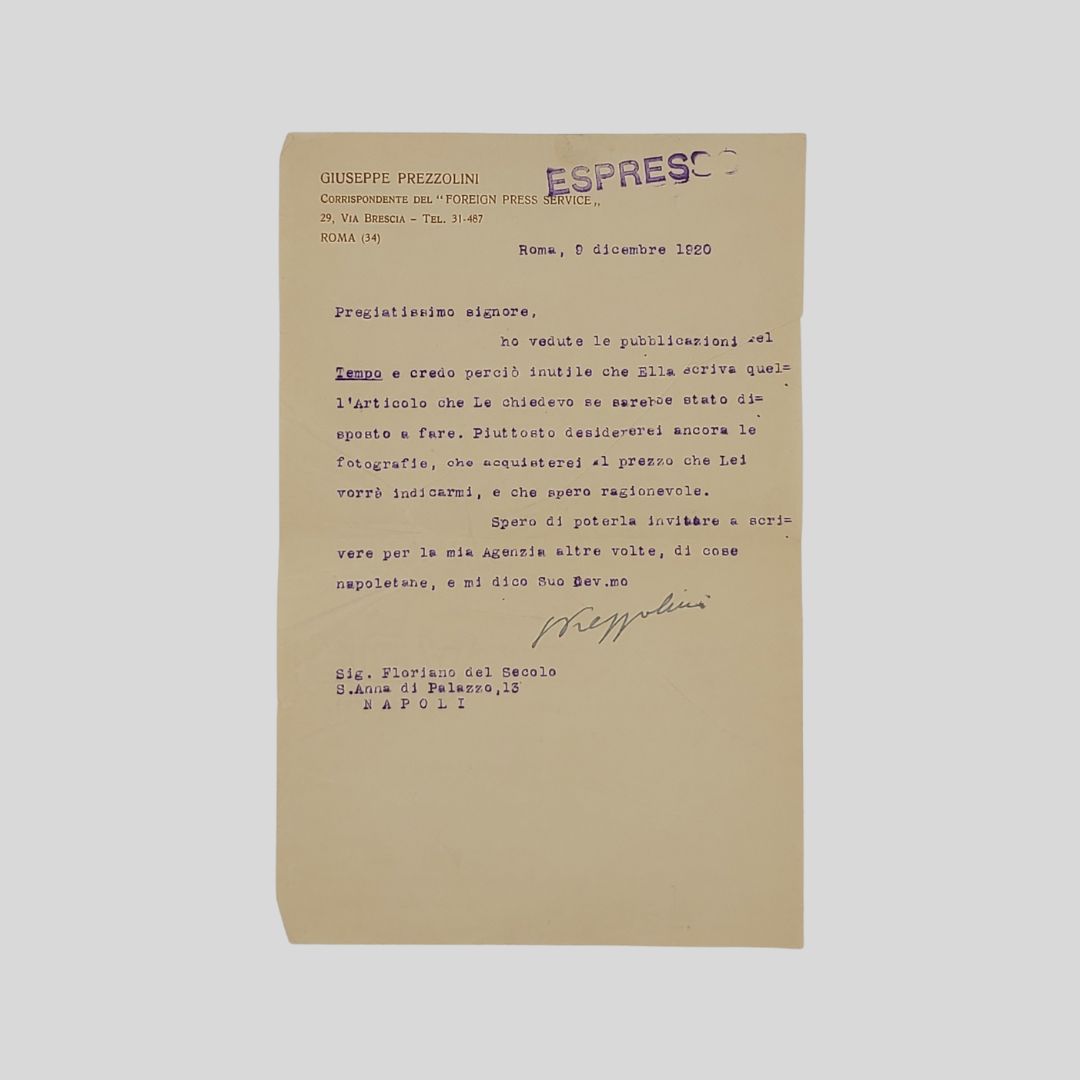 GIUSEPPE PREZZOLINI
ESPRESSO
CORRISPONDENTE DEL "FOREIGN PRESS SERVICE„
29, VIA BRESCIA – TEL. 31-487
ROMA (34)
Roma, 9 dicembre 1920
Pregiatissimo signore,
ho vedute le pubblicazioni del
Tempo e credo perciò inutile che Ella scriva quel=
l'Articolo che Le chiedevo se sarebbe stato di=
sposto a fare. Piuttosto desidererei ancora le
fotografie, che acquisterei al prezzo che Lei
vorrè indicarmi, e che spero ragionevole.
Spero di poterla invitare a scri=
vere per la mia Agenzia altre volte, di cose
napoletane, e mi dico Suo Dev.mo
GPrezzolini
Sig. Floriano del Secolo
S.Anna di Palazzo,13
N A P O L I